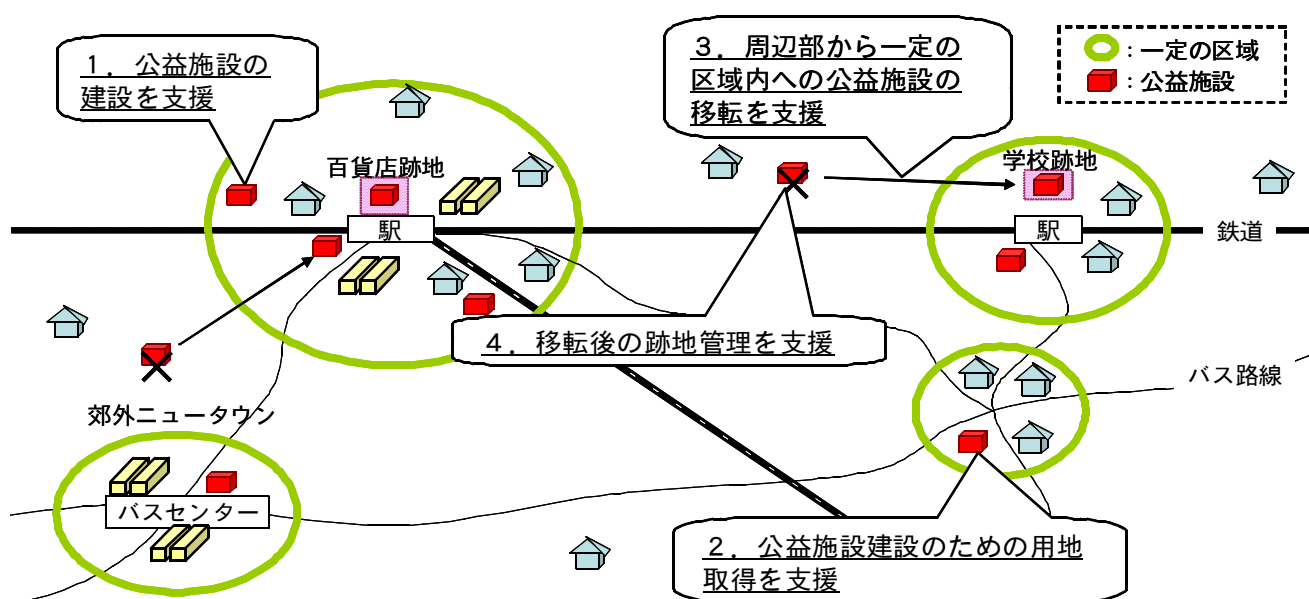 １．公益施設の
建設を支援
３．周辺部から一定の
区域内への公益施設の
移転を支援
：一定の区域
：公益施設
百貨店跡地
学校跡地
駅
駅
鉄道
４．移転後の跡地管理を支援
バス路線
郊外ニュータウン
バスセンター
２．公益施設建設のための用地
取得を支援